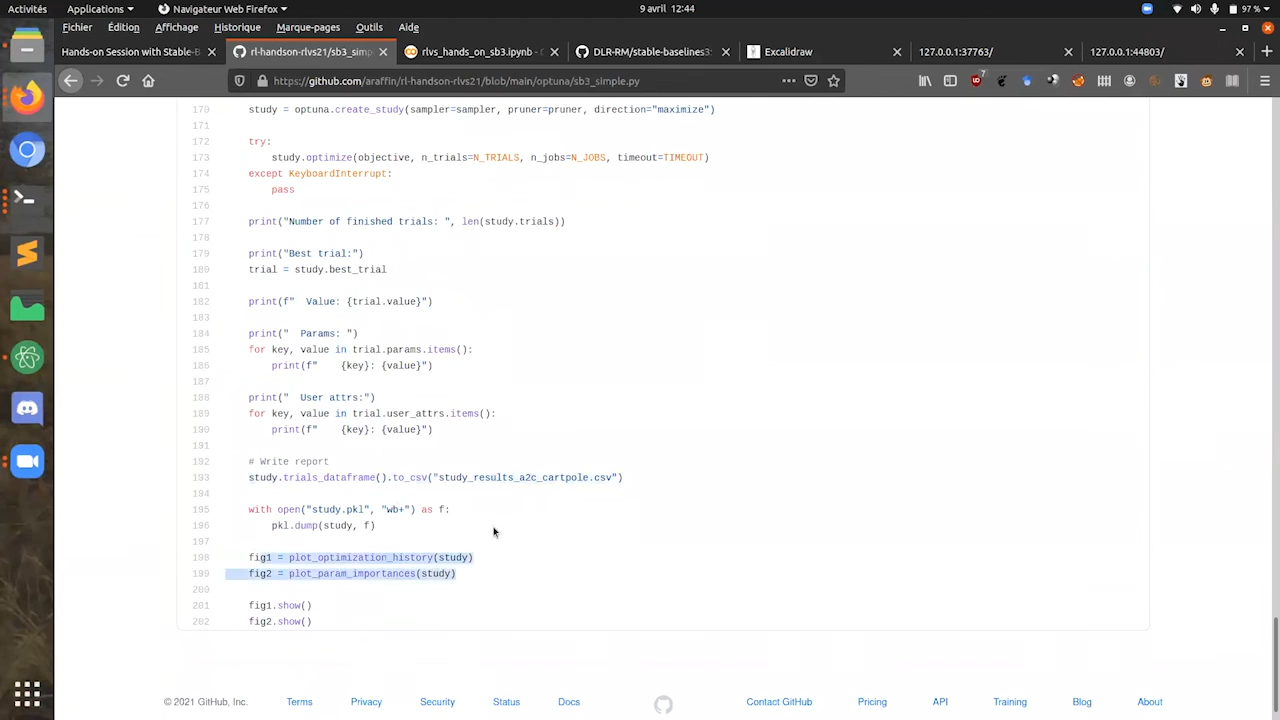 Activités Applications Navigateur Web Firefox 9 avril 12:44 97 %
Fichier Édition Affichage Historique Marque-pages Outils Aide
Hands-on Session with Stable-B rl-handson-rlvs21/sb3_simp rlvs_hands_on_sb3.ipynb - C DLR-RM/stable-baselines3: Excalidraw 127.0.0.1:37763/ 127.0.0.1:44803/
https://github.com/araffin/rl-handson-rlvs21/blob/main/optuna/sb3_simple.py 7
170 study = optuna.create_study(sampler=sampler, pruner=pruner, direction="maximize")
171
172 try:
173 study.optimize(objective, n_trials=N_TRIALS, n_jobs=N_JOBS, timeout=TIMEOUT)
174 except KeyboardInterrupt:
175 pass
176
177 print("Number of finished trials: ", len(study.trials))
178
179 print("Best trial:")
180 trial = study.best_trial
181
182 print(f" Value: {trial.value}")
183
184 print(" Params: ")
185 for key, value in trial.params.items():
186 print(f" {key}: {value}")
187
188 print(" User attrs:")
189 for key, value in trial.user_attrs.items():
190 print(f" {key}: {value}")
191
192 # Write report
193 study.trials_dataframe().to_csv("study_results_a2c_cartpole.csv")
194
195 with open("study.pkl", "wb+") as f:
196 pkl.dump(study, f)
197
198 fig1 = plot_optimization_history(study)
199 fig2 = plot_param_importances(study)
200
201 fig1.show()
202 fig2.show()
© 2021 GitHub, Inc. Terms Privacy Security Status Docs Contact GitHub Pricing API Training Blog About